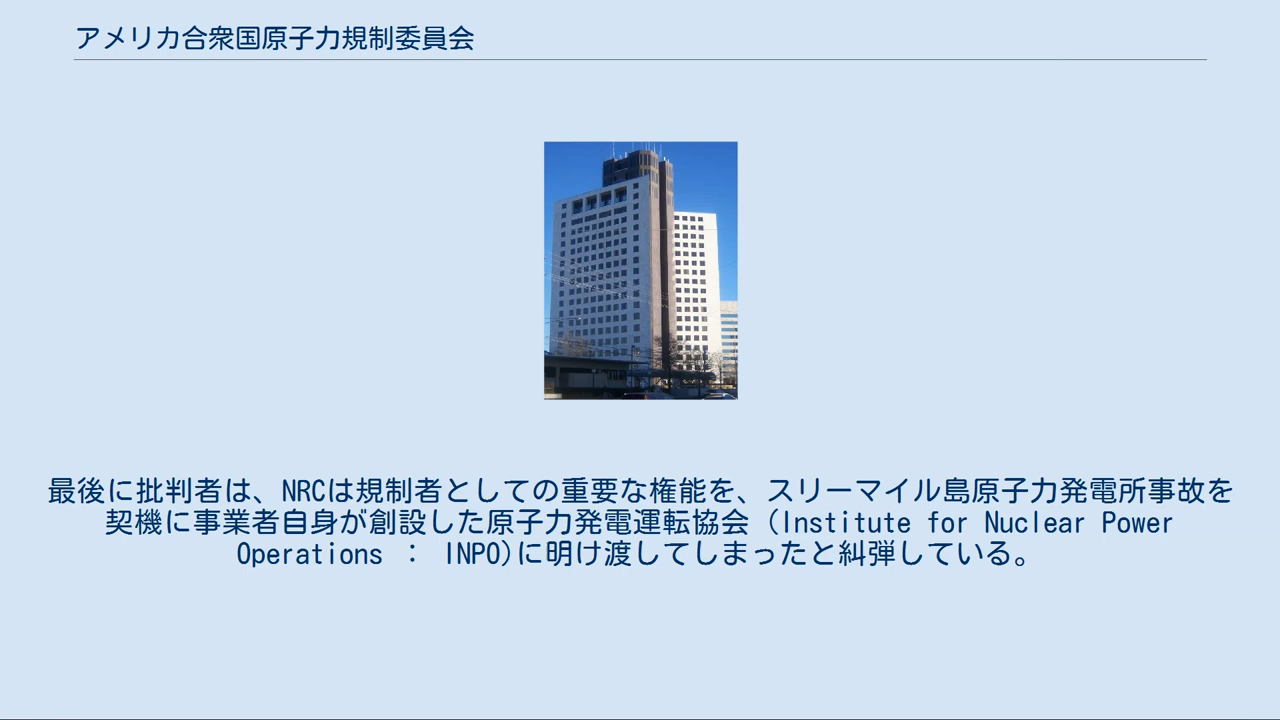 アメリカ合衆国原子力規制委員会
最後に批判者は、NRCは規制者としての重要な権能を、スリーマイル島原子力発電所事故を
契機に事業者自身が創設した原子力発電運転協会 (Institute for Nuclear Power
Operations : INPO)に明け渡してしまったと糾弾している。